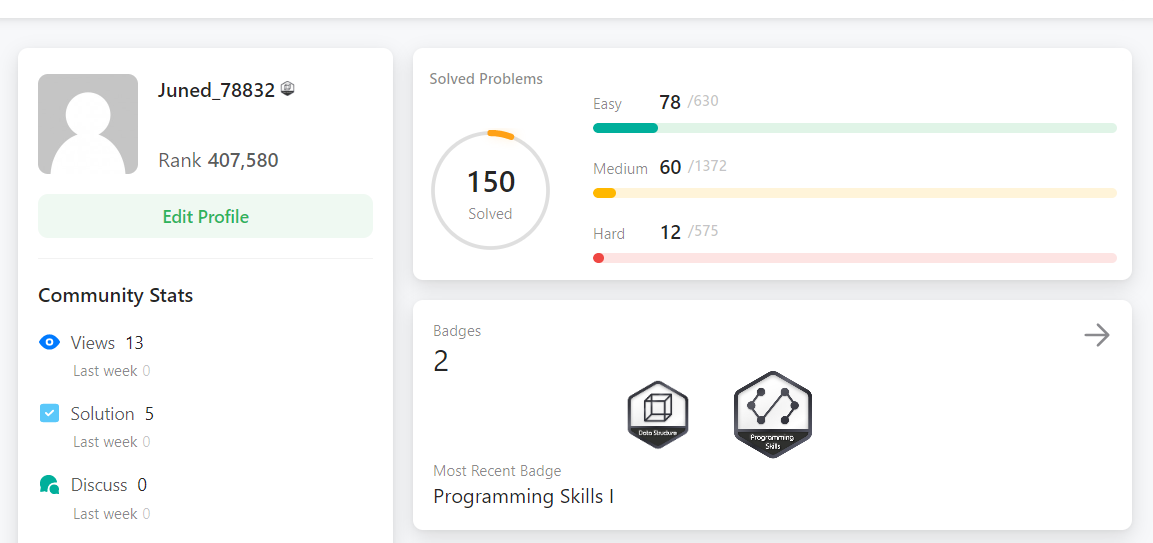 Juned_78832
Rank 407,580
Edit Profile
Community Stats
Views 13
Last week 0
Solution 5
Last week 0
Discuss 0
Last week 0
Solved Problems
150
Solved
Easy 78 /630
Medium 60 /1372
Hard 12 /575
Badges
2
Data Structure
Programming
Skills
Most Recent Badge
Programming Skills I